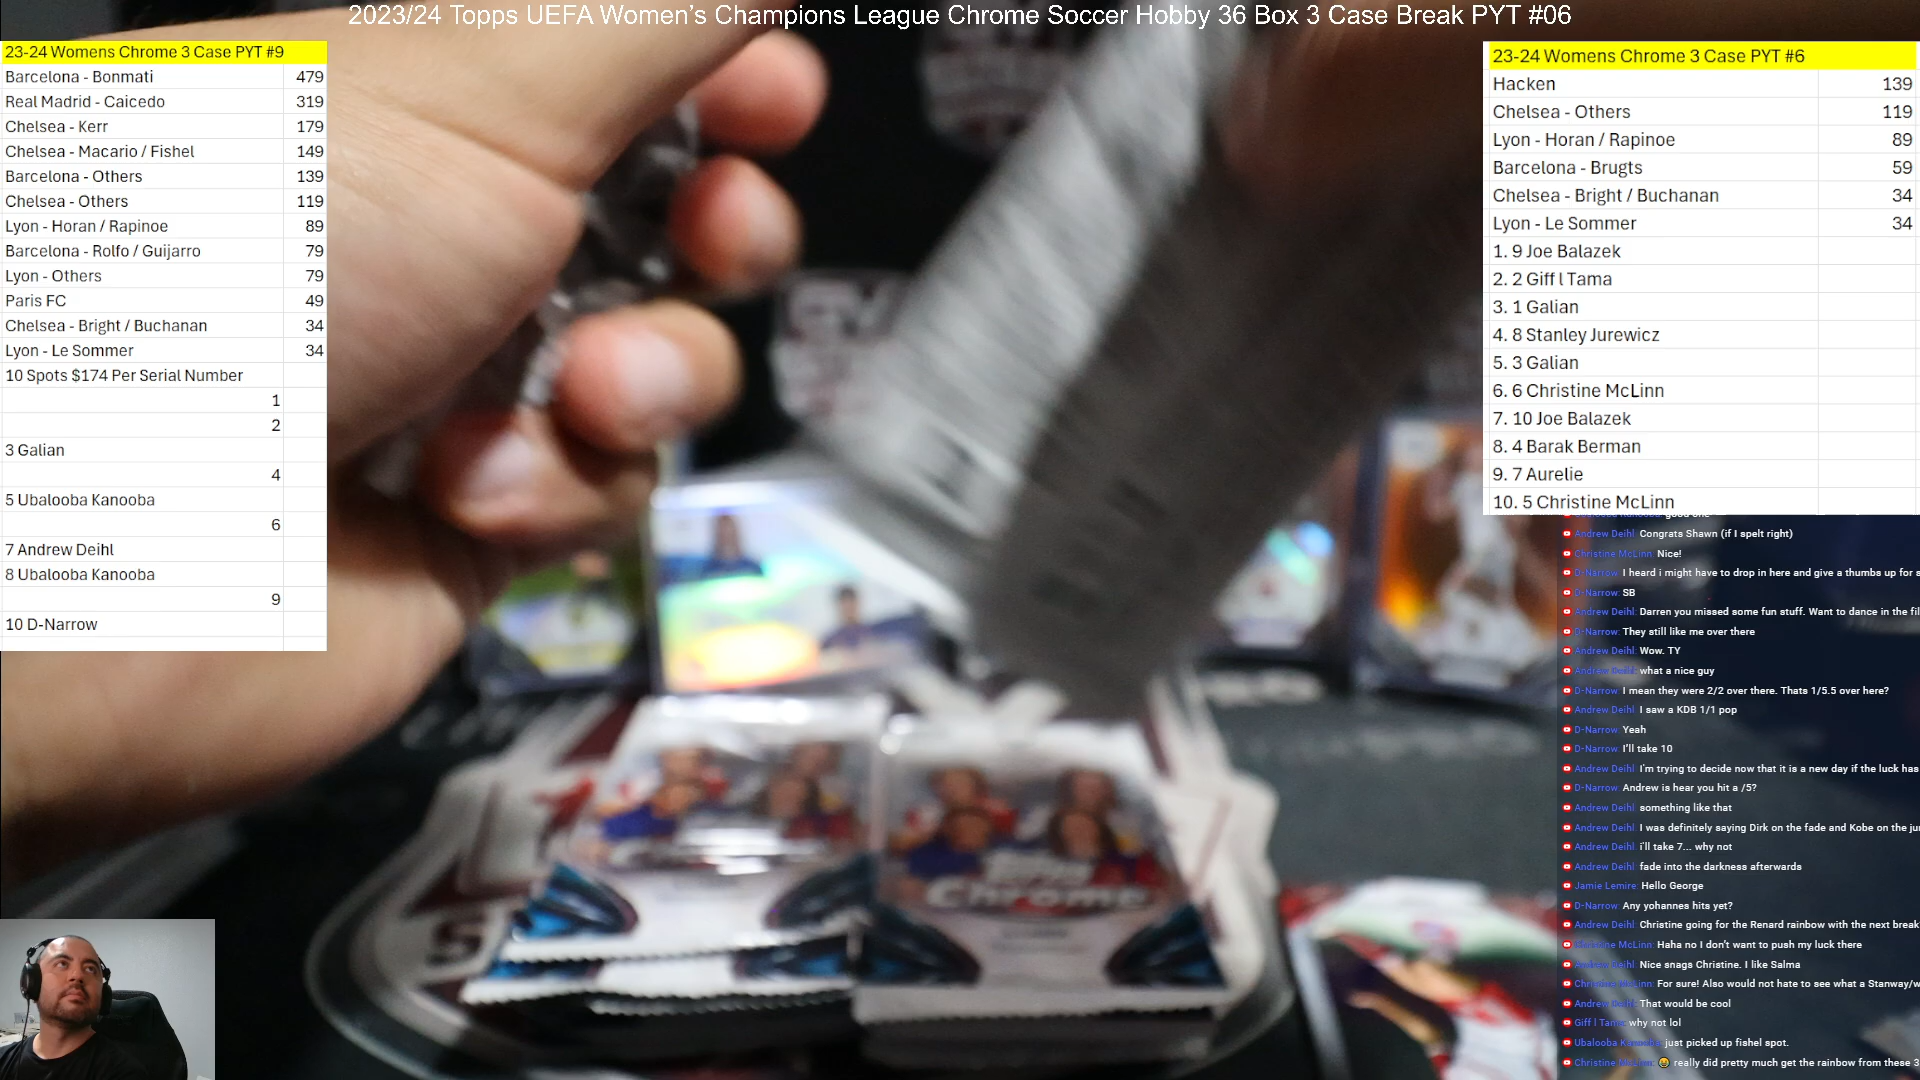 2023/24 Topps UEFA Women’s Champions League Chrome Soccer Hobby 36 Box 3 Case Break PYT #06
23-24 Womens Chrome 3 Case PYT #9
Barcelona - Bonmati 479
Real Madrid - Caicedo 319
Chelsea - Kerr 179
Chelsea - Macario / Fishel 149
Barcelona - Others 139
Chelsea - Others 119
Lyon - Horan / Rapinoe 89
Barcelona - Rolfo / Guijarro 79
Lyon - Others 79
Paris FC 49
Chelsea - Bright / Buchanan 34
Lyon - Le Sommer 34
10 Spots $174 Per Serial Number
1
2
3 Galian
4
5 Ubalooba Kanooba
6
7 Andrew Deihl
8 Ubalooba Kanooba
9
10 D-Narrow
23-24 Womens Chrome 3 Case PYT #6
Hacken 139
Chelsea - Others 119
Lyon - Horan / Rapinoe 89
Barcelona - Brugts 59
Chelsea - Bright / Buchanan 34
Lyon - Le Sommer 34
1. 9 Joe Balazek
2. 2 Giff l Tama
3. 1 Galian
4. 8 Stanley Jurewicz
5. 3 Galian
6. 6 Christine McLinn
7. 10 Joe Balazek
8. 4 Barak Berman
9. 7 Aurelie
10. 5 Christine McLinn
Andrew Deihl: Congrats Shawn (if I spelt right)
Christine McLinn: Nice!
D-Narrow: I heard i might have to drop in here and give a thumbs up for s
D-Narrow: SB
Andrew Deihl: Darren you missed some fun stuff. Want to dance in the fil
D-Narrow: They still like me over there
Andrew Deihl: Wow. TY
Andrew Deihl: what a nice guy
D-Narrow: I mean they were 2/2 over there. Thats 1/5.5 over here?
Andrew Deihl: I saw a KDB 1/1 pop
D-Narrow: Yeah
D-Narrow: I’ll take 10
Andrew Deihl: I'm trying to decide now that it is a new day if the luck has
D-Narrow: Andrew is hear you hit a /5?
Andrew Deihl: something like that
Andrew Deihl: I was definitely saying Dirk on the fade and Kobe on the ju
Andrew Deihl: i'll take 7... why not
Andrew Deihl: fade into the darkness afterwards
Jamie Lemire: Hello George
D-Narrow: Any yohannes hits yet?
Andrew Deihl: Christine going for the Renard rainbow with the next break
Christine McLinn: Haha no I don’t want to push my luck there
Andrew Deihl: Nice snags Christine. I like Salma
Christine McLinn: For sure! Also would not hate to see what a Stanway/w
Andrew Deihl: That would be cool
Giff l Tama: why not lol
Ubalooba Kanooba: just picked up fishel spot.
Christine McLinn: really did pretty much get the rainbow from these 3
Chrome